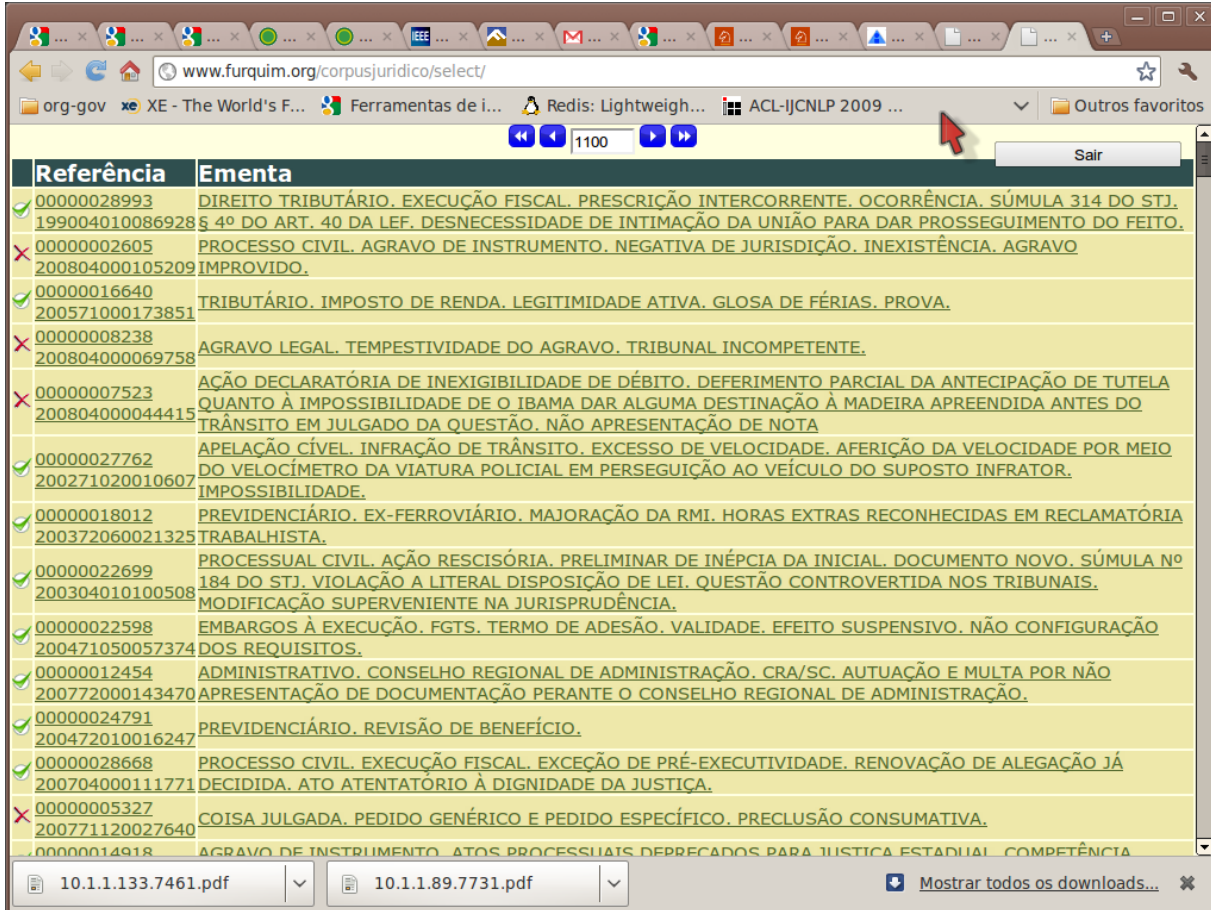 ... ... ... ... ... IEEE ... ... ... ... ... ... ... ... ...
www.furquim.org/corpusjuridico/select/
org-gov XE - The World's F... Ferramentas de i... Redis: Lightweigh... ACL-IJCNLP 2009 ... Outros favoritos
1100
Sair
Referência Ementa
00000028993 DIREITO TRIBUTÁRIO. EXECUÇÃO FISCAL. PRESCRIÇÃO INTERCORRENTE. OCORRÊNCIA. SÚMULA 314 DO STJ.
199004010086928 § 4º DO ART. 40 DA LEF. DESNECESSIDADE DE INTIMAÇÃO DA UNIÃO PARA DAR PROSSEGUIMENTO DO FEITO.
00000002605 PROCESSO CIVIL. AGRAVO DE INSTRUMENTO. NEGATIVA DE JURISDIÇÃO. INEXISTÊNCIA. AGRAVO
200804000105209 IMPROVIDO.
00000016640
200571000173851 TRIBUTÁRIO. IMPOSTO DE RENDA. LEGITIMIDADE ATIVA. GLOSA DE FÉRIAS. PROVA.
00000008238
200804000069758 AGRAVO LEGAL. TEMPESTIVIDADE DO AGRAVO. TRIBUNAL INCOMPETENTE.
AÇÃO DECLARATÓRIA DE INEXIGIBILIDADE DE DÉBITO. DEFERIMENTO PARCIAL DA ANTECIPAÇÃO DE TUTELA
00000007523 QUANTO À IMPOSSIBILIDADE DE O IBAMA DAR ALGUMA DESTINAÇÃO À MADEIRA APREENDIDA ANTES DO
200804000044415 TRÂNSITO EM JULGADO DA QUESTÃO. NÃO APRESENTAÇÃO DE NOTA
APELAÇÃO CÍVEL. INFRAÇÃO DE TRÂNSITO. EXCESSO DE VELOCIDADE. AFERIÇÃO DA VELOCIDADE POR MEIO
00000027762 DO VELOCÍMETRO DA VIATURA POLICIAL EM PERSEGUIÇÃO AO VEÍCULO DO SUPOSTO INFRATOR.
200271020010607 IMPOSSIBILIDADE.
00000018012 PREVIDENCIÁRIO. EX-FERROVIÁRIO. MAJORAÇÃO DA RMI. HORAS EXTRAS RECONHECIDAS EM RECLAMATÓRIA
200372060021325 TRABALHISTA.
PROCESSUAL CIVIL. AÇÃO RESCISÓRIA. PRELIMINAR DE INÉPCIA DA INICIAL. DOCUMENTO NOVO. SÚMULA Nº
00000022699 184 DO STJ. VIOLAÇÃO A LITERAL DISPOSIÇÃO DE LEI. QUESTÃO CONTROVERTIDA NOS TRIBUNAIS.
200304010100508 MODIFICAÇÃO SUPERVENIENTE NA JURISPRUDÊNCIA.
00000022598 EMBARGOS À EXECUÇÃO. FGTS. TERMO DE ADESÃO. VALIDADE. EFEITO SUSPENSIVO. NÃO CONFIGURAÇÃO
200471050057374 DOS REQUISITOS.
00000012454 ADMINISTRATIVO. CONSELHO REGIONAL DE ADMINISTRAÇÃO. CRA/SC. AUTUAÇÃO E MULTA POR NÃO
200772000143470 APRESENTAÇÃO DE DOCUMENTAÇÃO PERANTE O CONSELHO REGIONAL DE ADMINISTRAÇÃO.
00000024791
200472010016247 PREVIDENCIÁRIO. REVISÃO DE BENEFÍCIO.
00000028668 PROCESSO CIVIL. EXECUÇÃO FISCAL. EXCEÇÃO DE PRÉ-EXECUTIVIDADE. RENOVAÇÃO DE ALEGAÇÃO JÁ
200704000111771 DECIDIDA. ATO ATENTATÓRIO À DIGNIDADE DA JUSTIÇA.
00000005327
200771120027640 COISA JULGADA. PEDIDO GENÉRICO E PEDIDO ESPECÍFICO. PRECLUSÃO CONSUMATIVA.
00000014918 AGRAVO DE INSTRUMENTO. ATOS PROCESSUAIS DEPRECADOS PARA JUSTIÇA ESTADUAL. COMPETÊNCIA
10.1.1.133.7461.pdf 10.1.1.89.7731.pdf Mostrar todos os downloads...